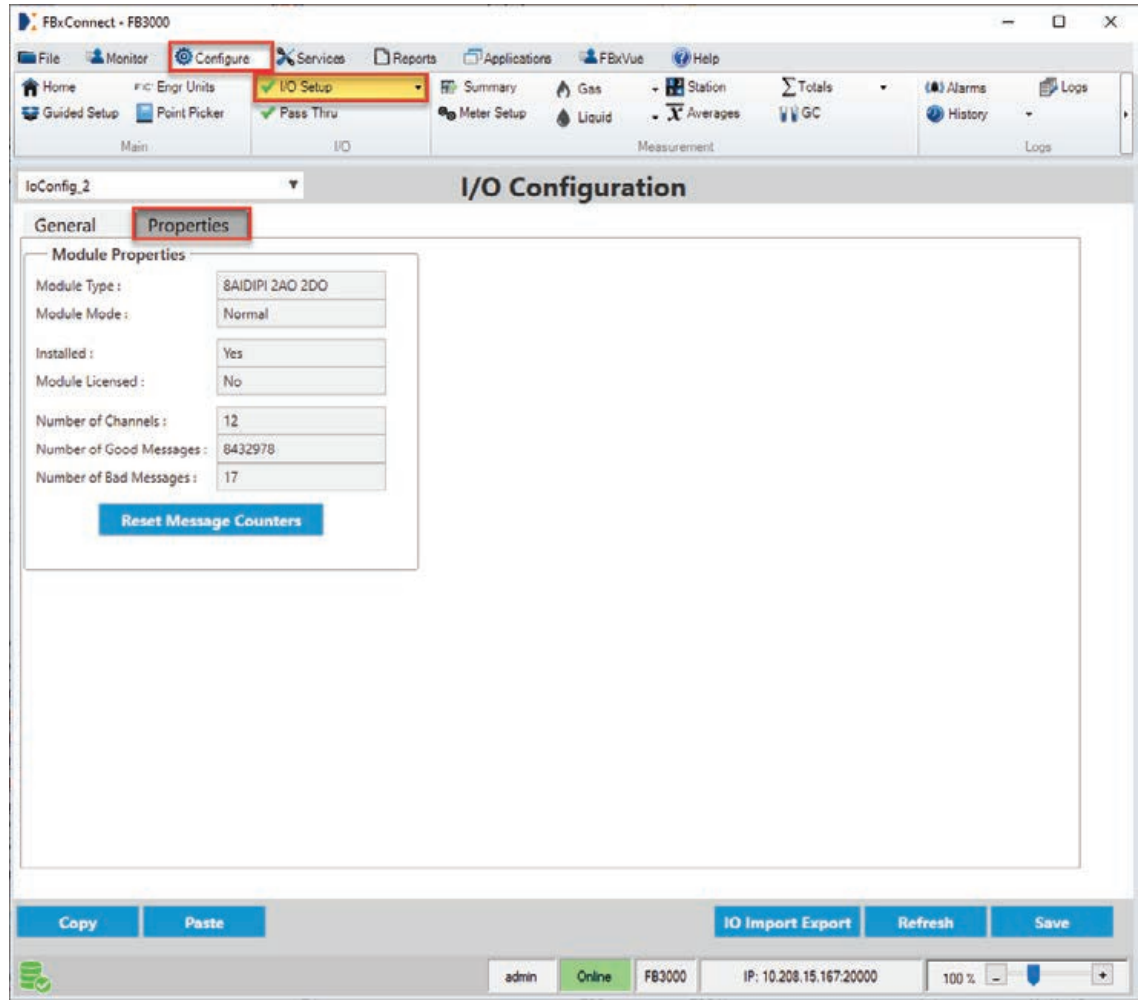 FBxConnect - FB3000
File Monitor Configure Services Reports Applications FBxVue Help
Home Engr Units I/O Setup Summary Gas Station Totals Alarms Logs
Guided Setup Point Picker Pass Thru Meter Setup Liquid Averages GC History
Main I/O Measurement Logs
IoConfig_2 I/O Configuration
General Properties
Module Properties
Module Type : 8AIDIPI 2AO 2DO
Module Mode : Normal
Installed : Yes
Module Licensed : No
Number of Channels : 12
Number of Good Messages : 8432978
Number of Bad Messages : 17
Reset Message Counters
Copy Paste IO Import Export Refresh Save
admin Online FB3000 IP: 10.208.15.167:20000 100 % - +